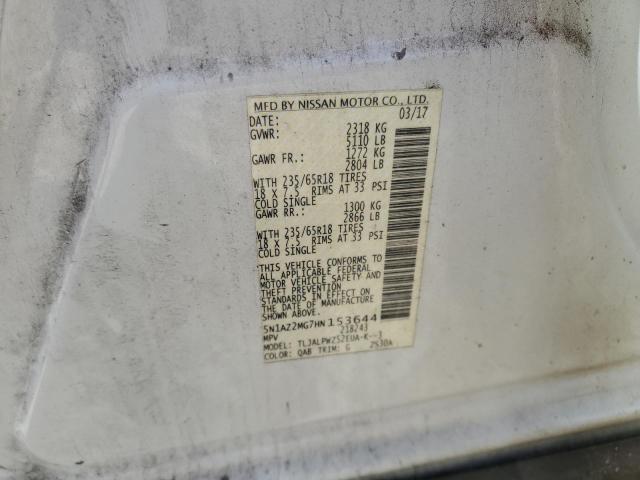 MFD BY NISSAN MOTOR CO., LTD.
DATE: 03/17
GVWR: 2318 KG
5110 LB
GAWR FR.: 1272 KG
2804 LB
WITH 235/65R18 TIRES
18 X 7.5 RIMS AT 33 PSI
COLD SINGLE
GAWR RR.: 1300 KG
2866 LB
WITH 235/65R18 TIRES
18 X 7.5 RIMS AT 33 PSI
COLD SINGLE
THIS VEHICLE CONFORMS TO
ALL APPLICABLE FEDERAL
MOTOR VEHICLE SAFETY AND
THEFT PREVENTION
STANDARDS IN EFFECT ON
THE DATE OF MANUFACTURE
SHOWN ABOVE.
5N1AZ2MG7HN153644
MPV 218243
MODEL: TLJALPWZ52EUA-K--3
COLOR: QAB TRIM: G 2S30A